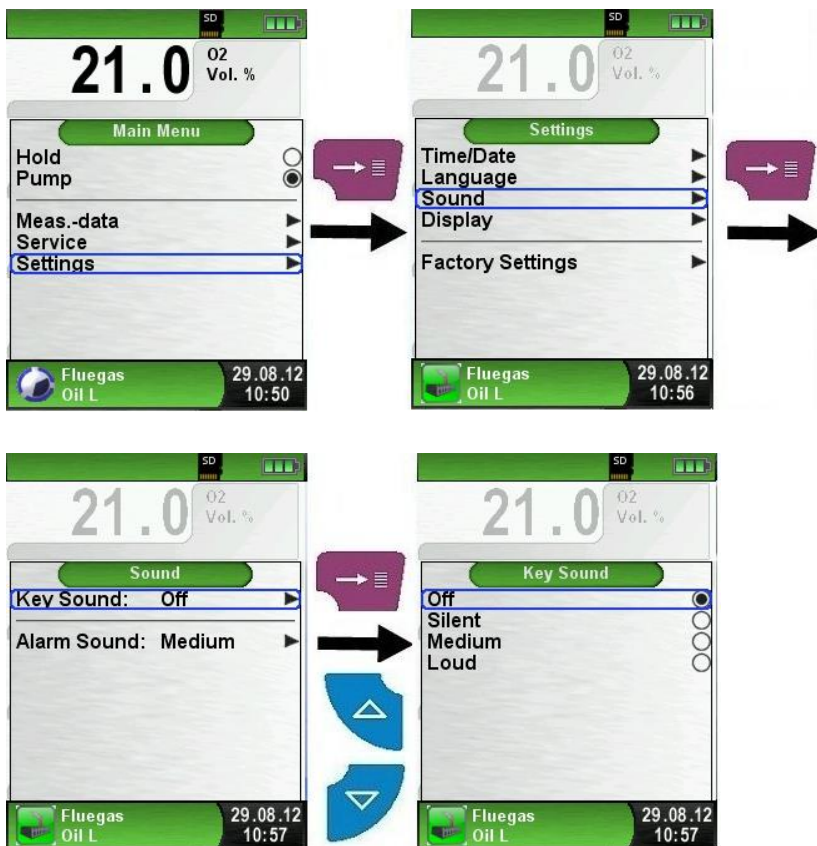 SD
21.0 O2
Vol. %
Main Menu
Hold
Pump
Meas.-data
Service
Settings
Fluegas 29.08.12
Oil L 10:50
SD
21.0 O2
Vol. %
Settings
Time/Date
Language
Sound
Display
Factory Settings
Fluegas 29.08.12
Oil L 10:56
SD
21.0 O2
Vol. %
Sound
Key Sound: Off
Alarm Sound: Medium
Fluegas 29.08.12
Oil L 10:57
SD
21.0 O2
Vol. %
Key Sound
Off
Silent
Medium
Loud
Fluegas 29.08.12
Oil L 10:57